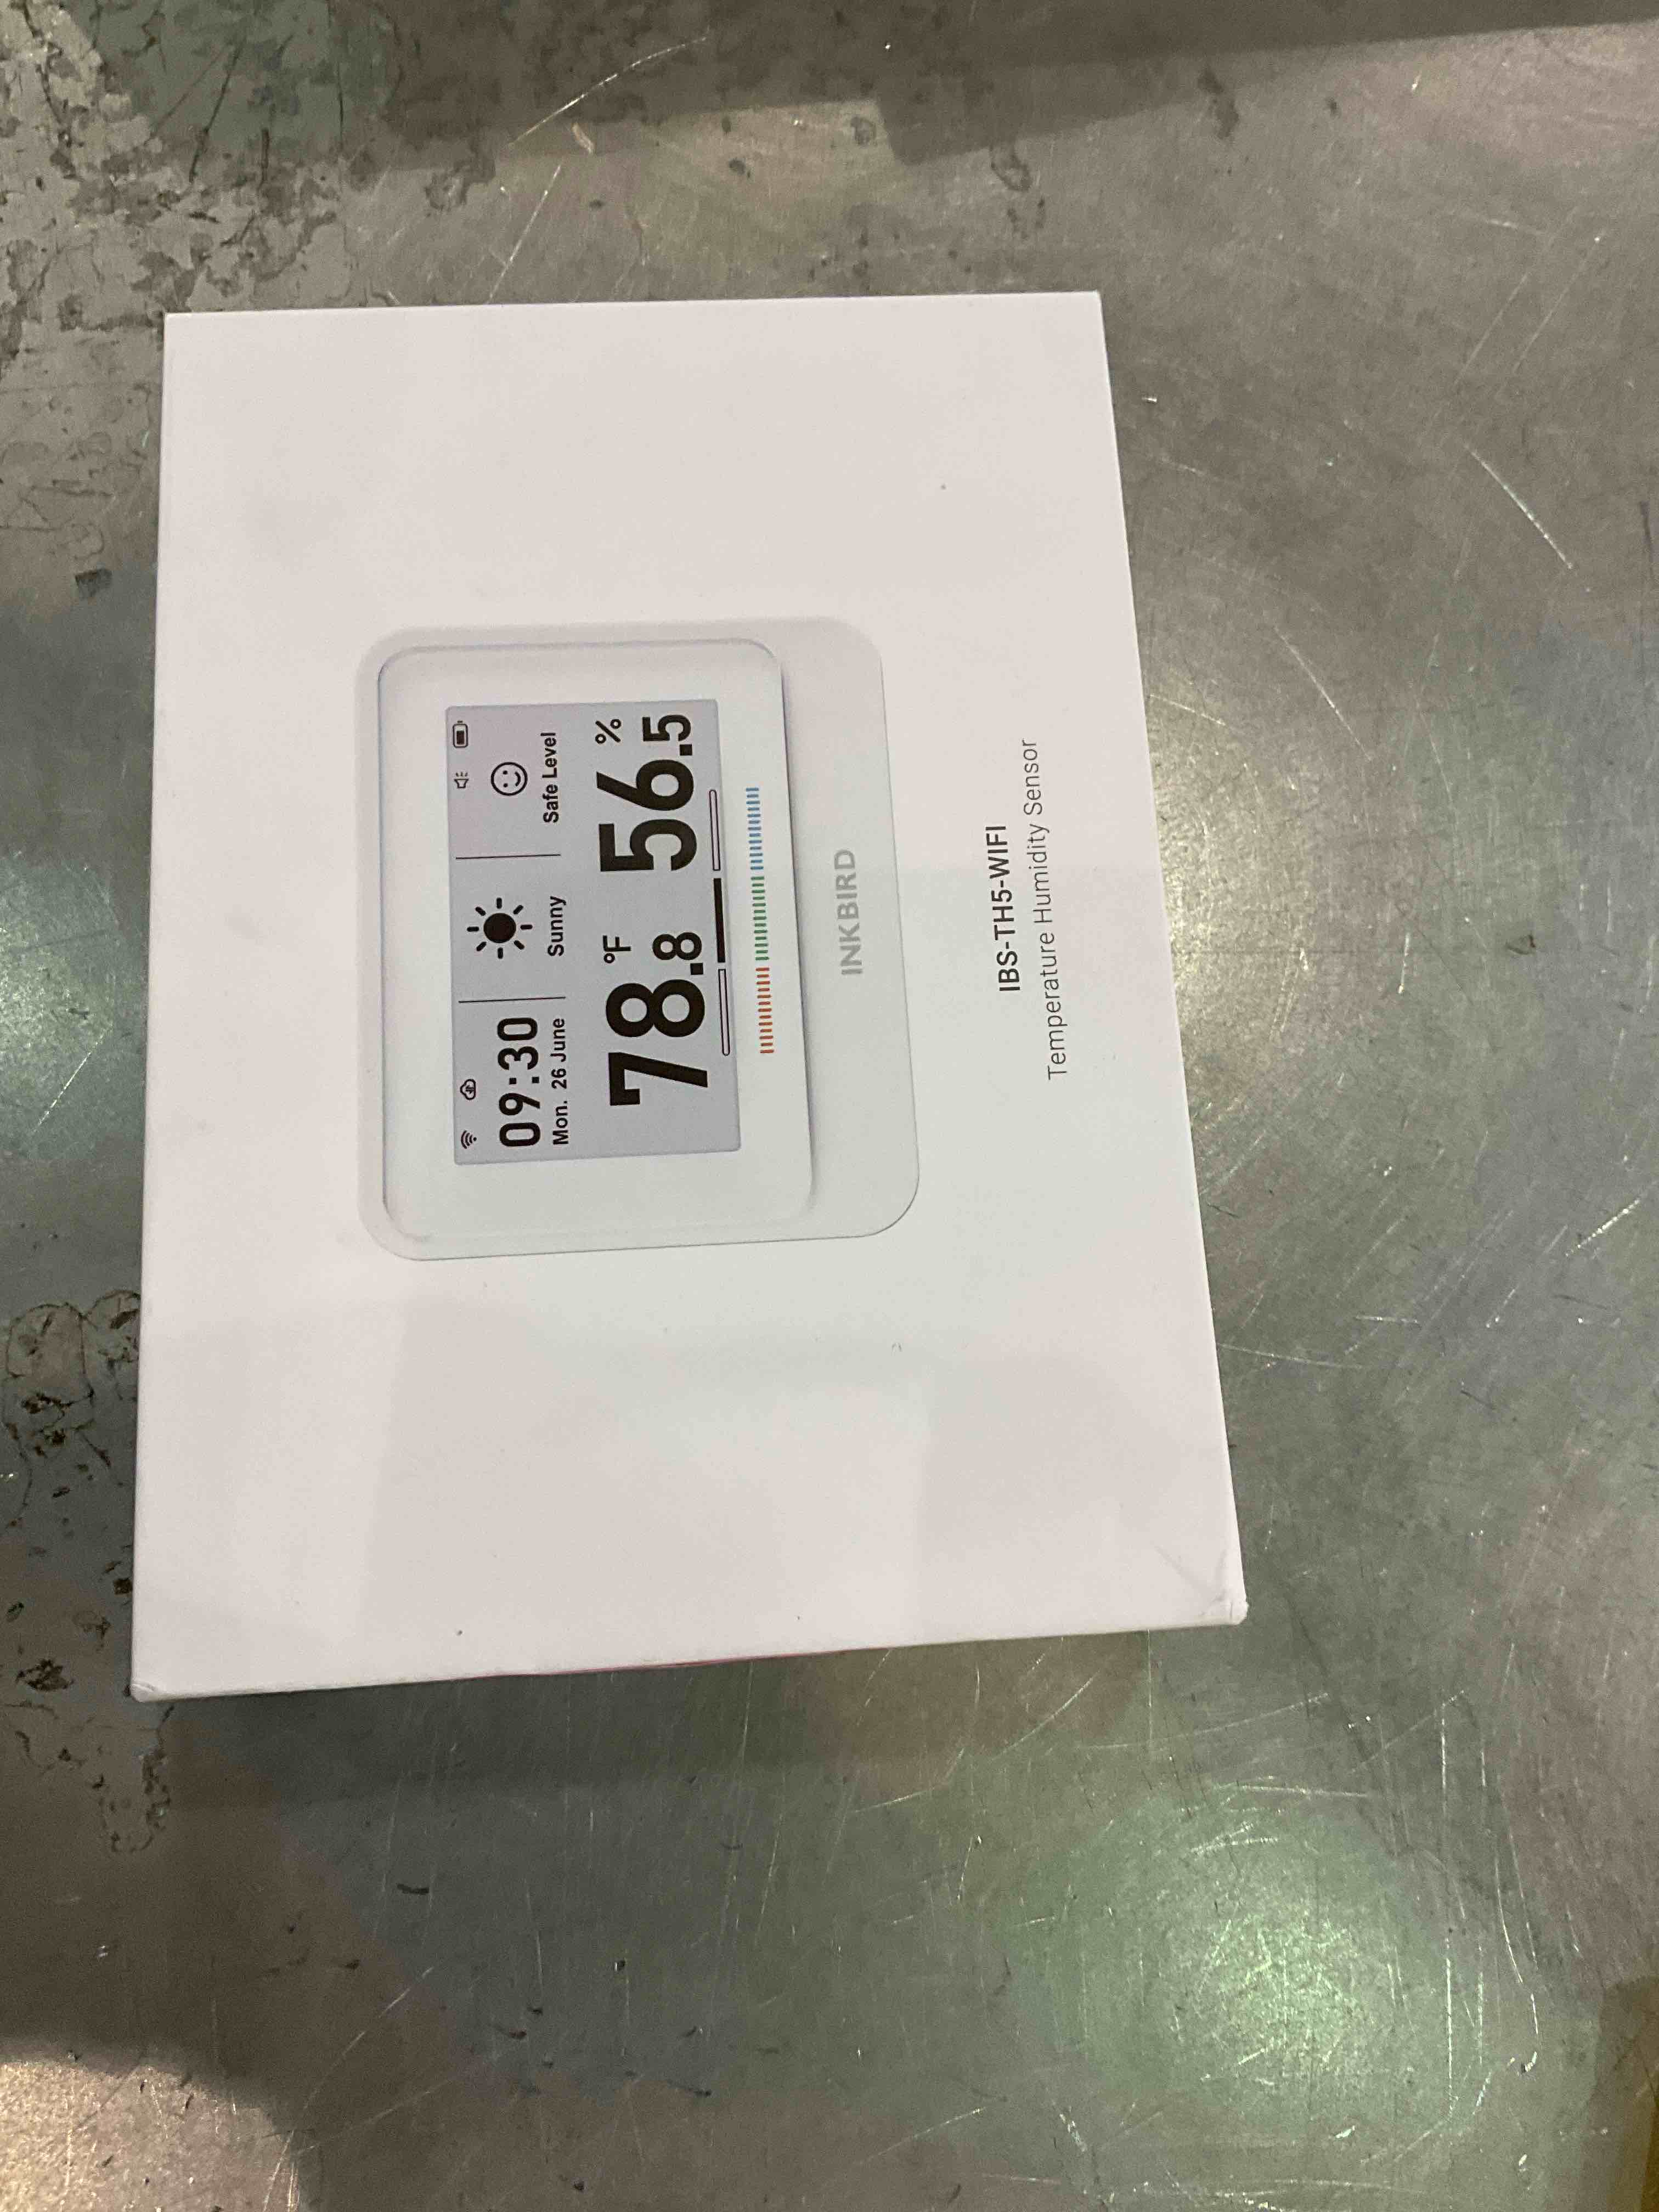 09:30
Mon. 26 June
Sunny
Safe Level
78.8 °F
56.5 %
INKBIRD
IBS-TH5-WIFI
Temperature Humidity Sensor